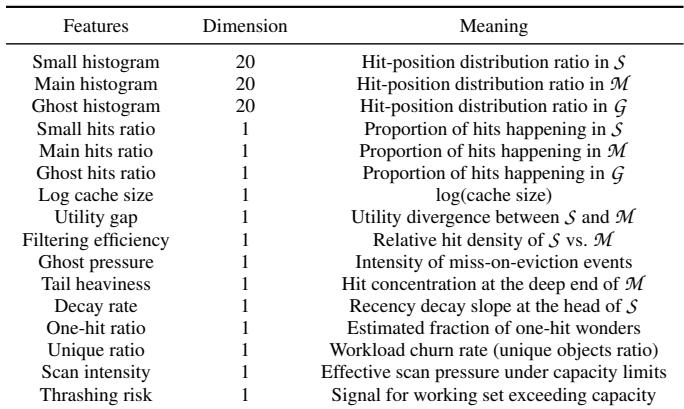 Features Dimension Meaning
Small histogram 20 Hit-position distribution ratio in 𝒮
Main histogram 20 Hit-position distribution ratio in ℳ
Ghost histogram 20 Hit-position distribution ratio in 𝒢
Small hits ratio 1 Proportion of hits happening in 𝒮
Main hits ratio 1 Proportion of hits happening in ℳ
Ghost hits ratio 1 Proportion of hits happening in 𝒢
Log cache size 1 log(cache size)
Utility gap 1 Utility divergence between 𝒮 and ℳ
Filtering efficiency 1 Relative hit density of 𝒮 vs. ℳ
Ghost pressure 1 Intensity of miss-on-eviction events
Tail heaviness 1 Hit concentration at the deep end of ℳ
Decay rate 1 Recency decay slope at the head of 𝒮
One-hit ratio 1 Estimated fraction of one-hit wonders
Unique ratio 1 Workload churn rate (unique objects ratio)
Scan intensity 1 Effective scan pressure under capacity limits
Thrashing risk 1 Signal for working set exceeding capacity